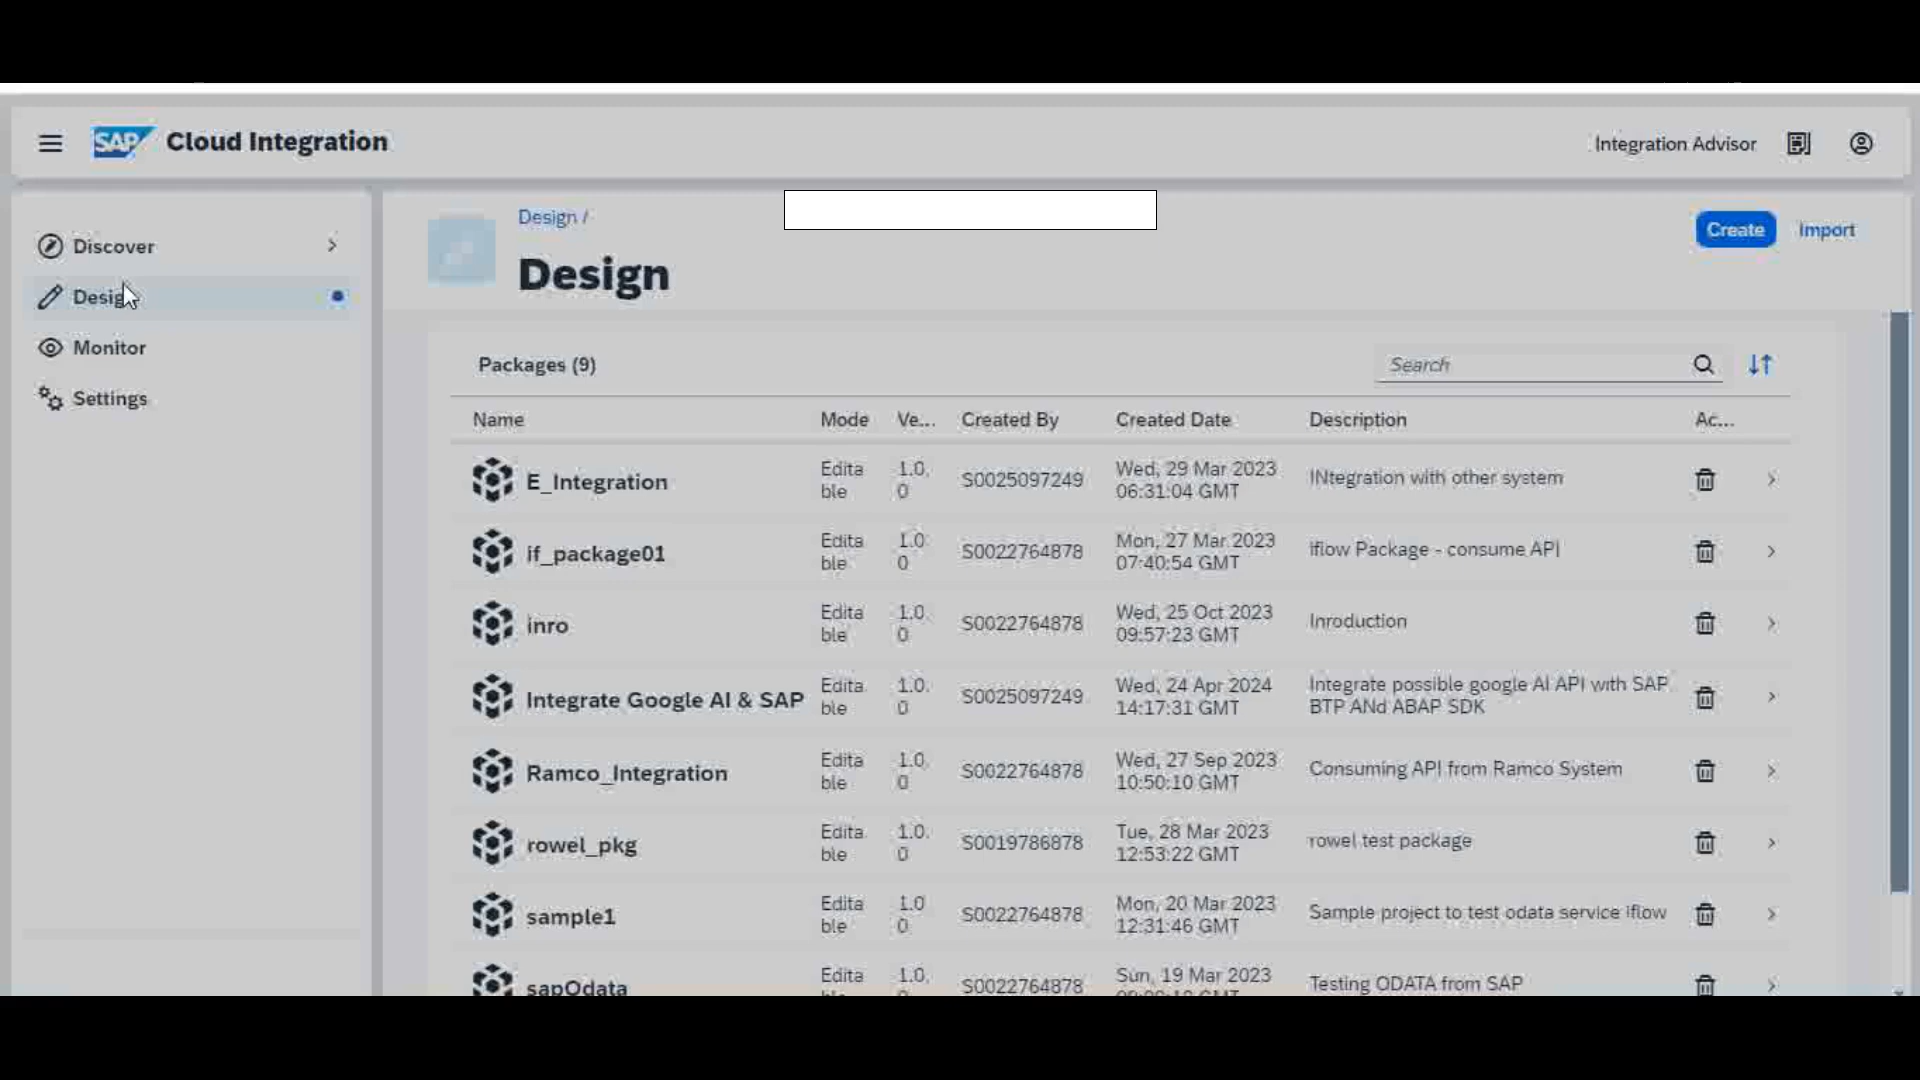 SAP Cloud Integration
Integration Advisor
Discover
Design
Monitor
Settings
Design /
Design
Create
Import
Packages (9)
Search
Name Mode Ve... Created By Created Date Description Ac...
E_Integration Edita ble 1.0. 0 S0025097249 Wed, 29 Mar 2023 06:31:04 GMT INtegration with other system
if_package01 Edita ble 1.0 0 S0022764878 Mon, 27 Mar 2023 07:40:54 GMT Iflow Package - consume API
inro Edita ble 1.0. 0 S0022764878 Wed, 25 Oct 2023 09:57:23 GMT Inroduction
Integrate Google AI & SAP Edita ble 1.0. 0 S0025097249 Wed, 24 Apr 2024 14:17:31 GMT Integrate possible google AI API with SAP BTP ANd ABAP SDK
Ramco_Integration Edita ble 1.0. 0 S0022764878 Wed, 27 Sep 2023 10:50:10 GMT Consuming API from Ramco System
rowel_pkg Edita ble 1.0. 0 S0019786878 Tue, 28 Mar 2023 12:53:22 GMT rowel test package
sample1 Edita ble 1.0 0 S0022764878 Mon, 20 Mar 2023 12:31:46 GMT Sample project to test odata service Iflow
sapOdata Edita 1.0. S0022764878 Sun, 19 Mar 2023 Testing ODATA from SAP